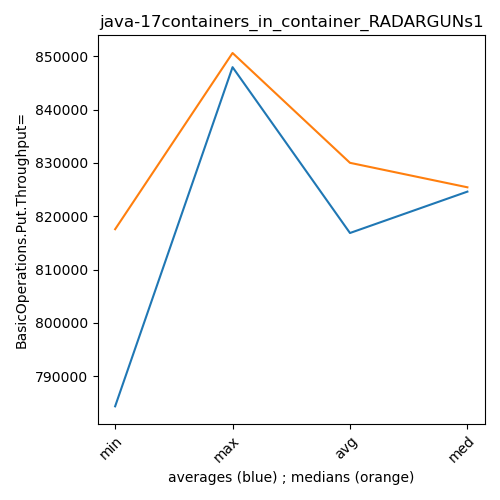 java-17containers_in_container_RADARGUNs1
BasicOperations.Put.Throughput=
850000
840000
830000
820000
810000
800000
790000
min
max
avg
med
averages (blue) ; medians (orange)